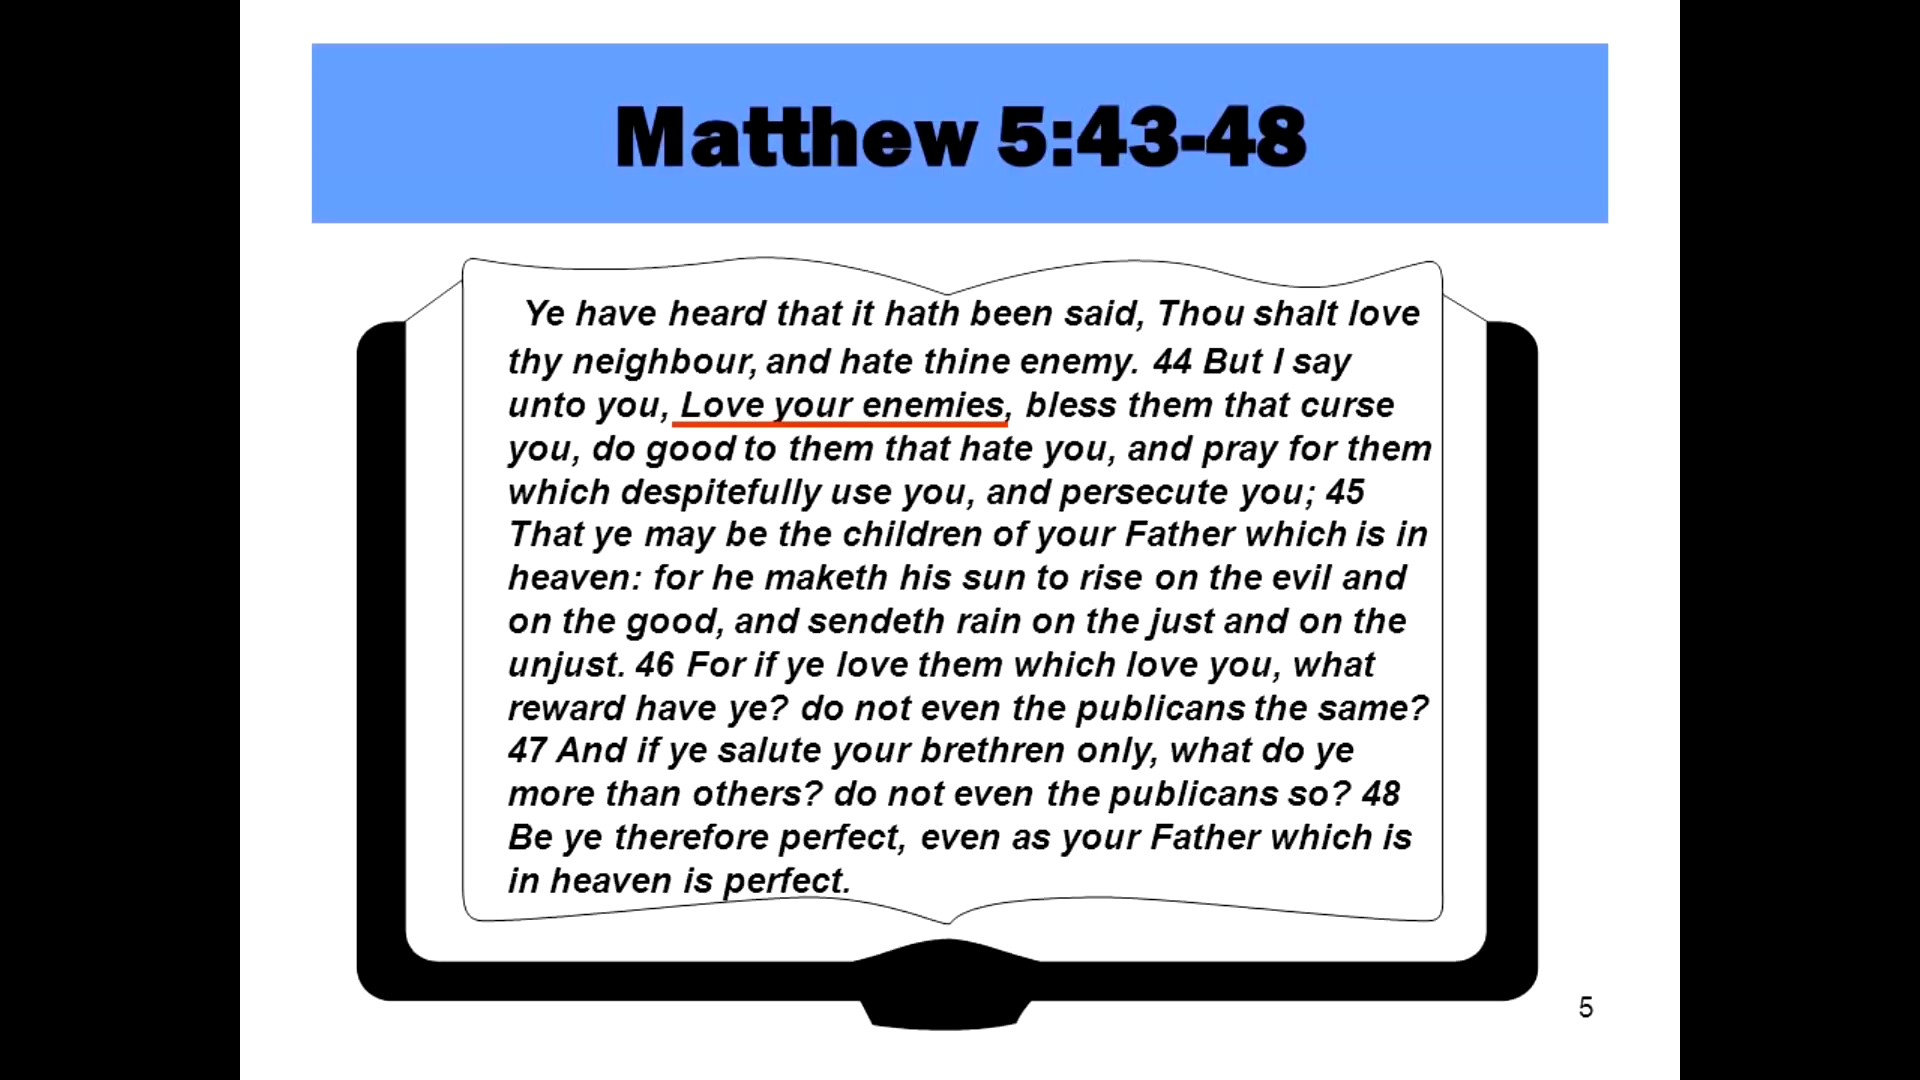 Matthew 5:43-48
Ye have heard that it hath been said, Thou shalt love
thy neighbour, and hate thine enemy. 44 But I say
unto you, Love your enemies, bless them that curse
you, do good to them that hate you, and pray for them
which despitefully use you, and persecute you; 45
That ye may be the children of your Father which is in
heaven: for he maketh his sun to rise on the evil and
on the good, and sendeth rain on the just and on the
unjust. 46 For if ye love them which love you, what
reward have ye? do not even the publicans the same?
47 And if ye salute your brethren only, what do ye
more than others? do not even the publicans so? 48
Be ye therefore perfect, even as your Father which is
in heaven is perfect.
5